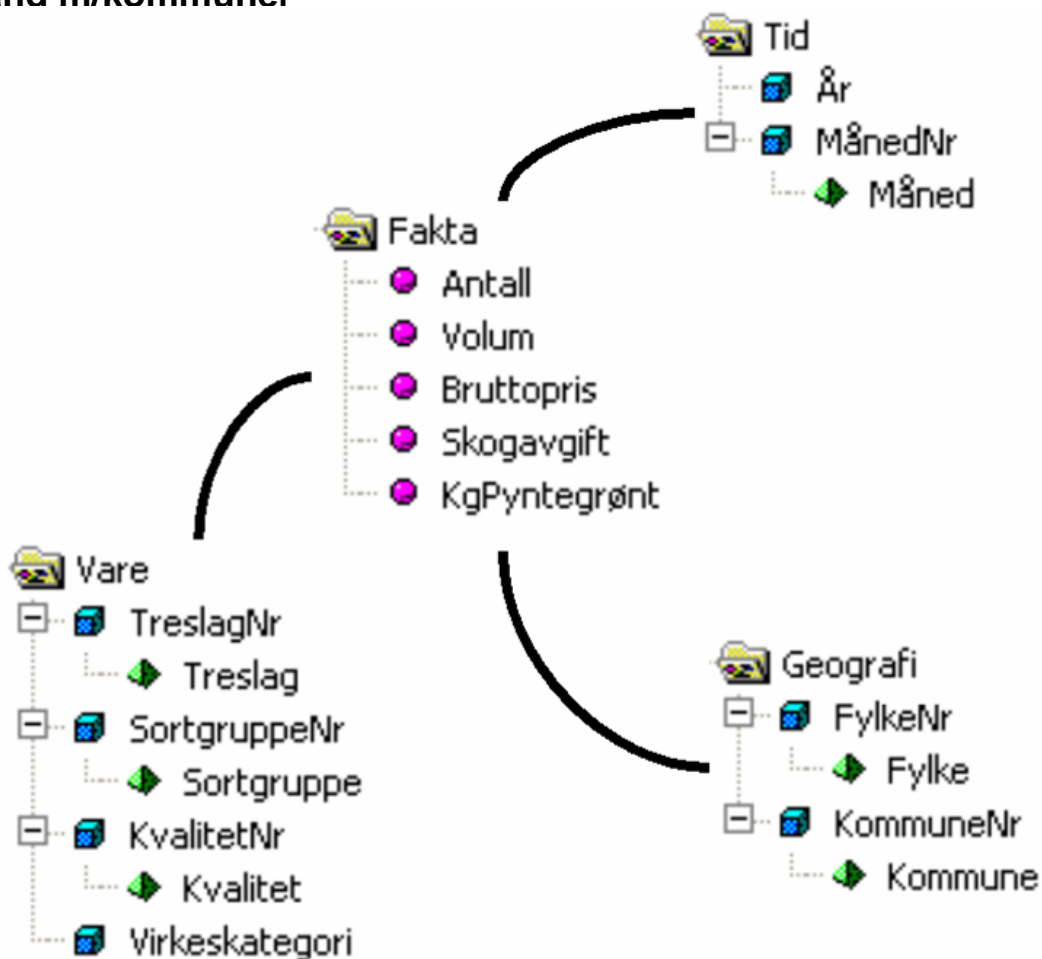 m/kommuner
Tid
År
MånedNr
Måned
Fakta
Antall
Volum
Bruttopris
Skogavgift
KgPyntegrønt
Vare
TreslagNr
Treslag
SortgruppeNr
Sortgruppe
KvalitetNr
Kvalitet
Virkeskategori
Geografi
FylkeNr
Fylke
KommuneNr
Kommune